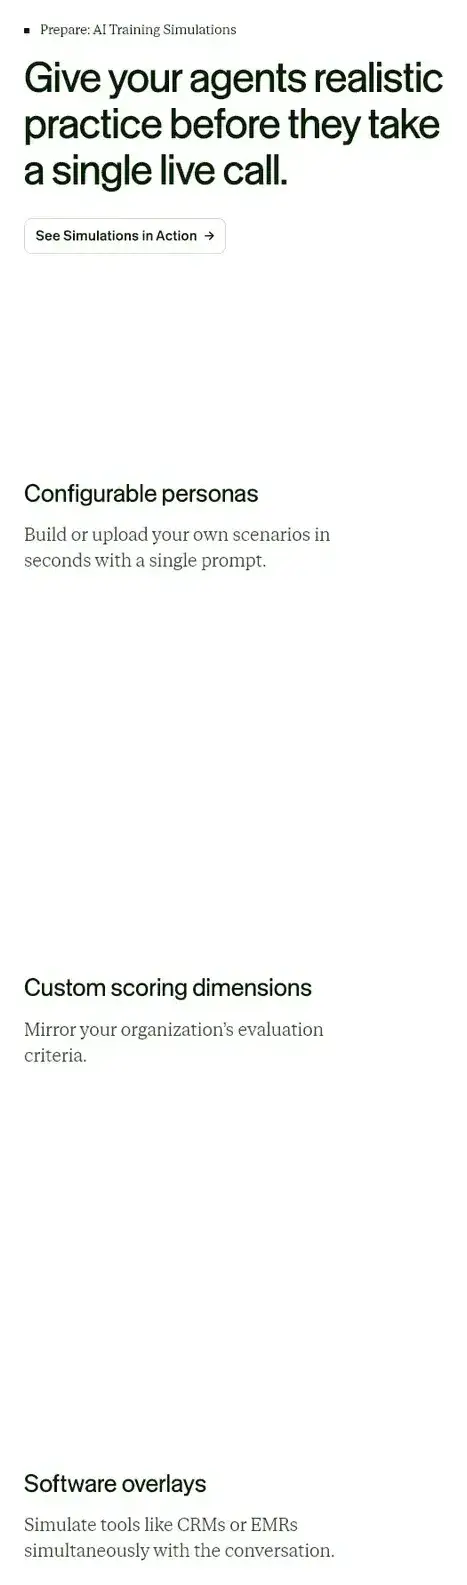 Prepare: AI Training Simulations
Give your agents realistic
practice before they take
a single live call.
See Simulations in Action →
Configurable personas
Build or upload your own scenarios in
seconds with a single prompt.
Custom scoring dimensions
Mirror your organization’s evaluation
criteria.
Software overlays
Simulate tools like CRMs or EMRs
simultaneously with the conversation.